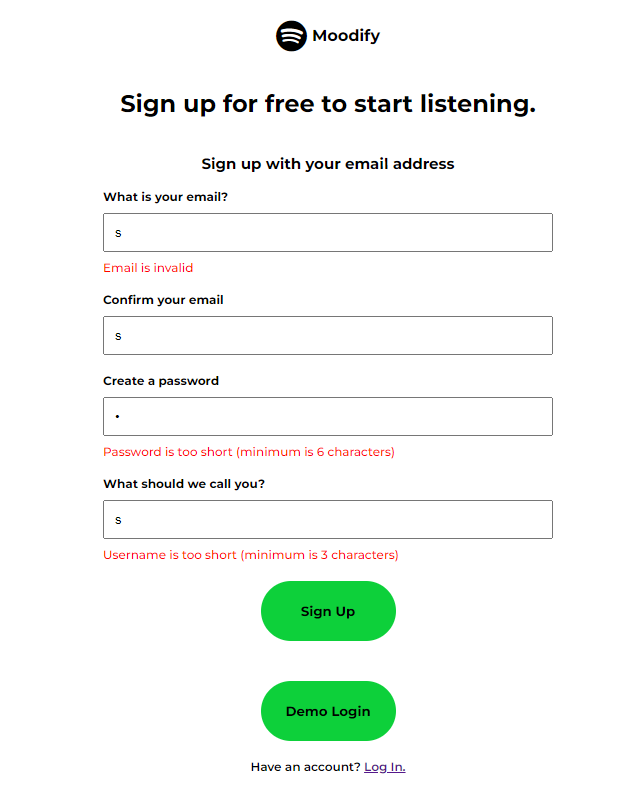 Moodify
Sign up for free to start listening.
Sign up with your email address
What is your email?
s
Email is invalid
Confirm your email
s
Create a password
•
Password is too short (minimum is 6 characters)
What should we call you?
s
Username is too short (minimum is 3 characters)
Sign Up
Demo Login
Have an account? Log In.